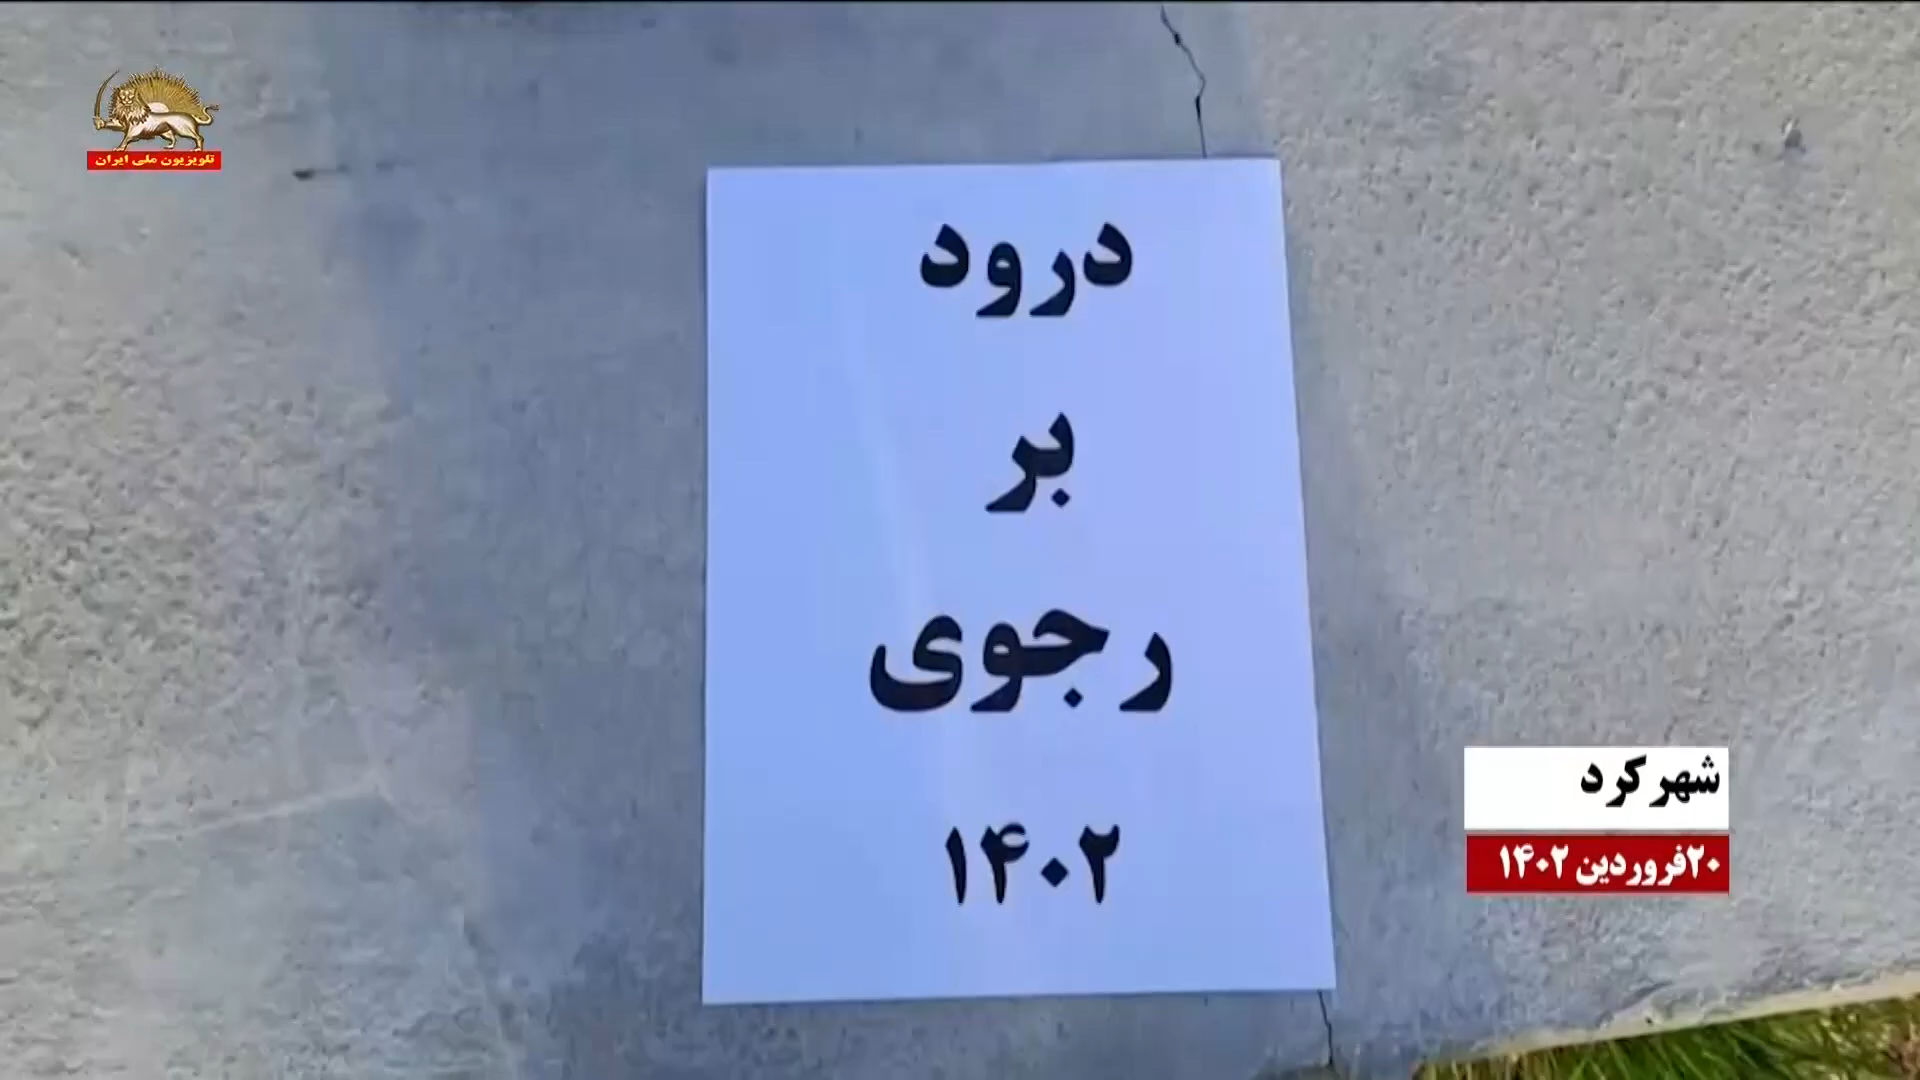 تلویزیون ملی ایران
درود
بر
رجوی
۱۴۰۲
شهرکرد
۲۰فروردین ۱۴۰۲